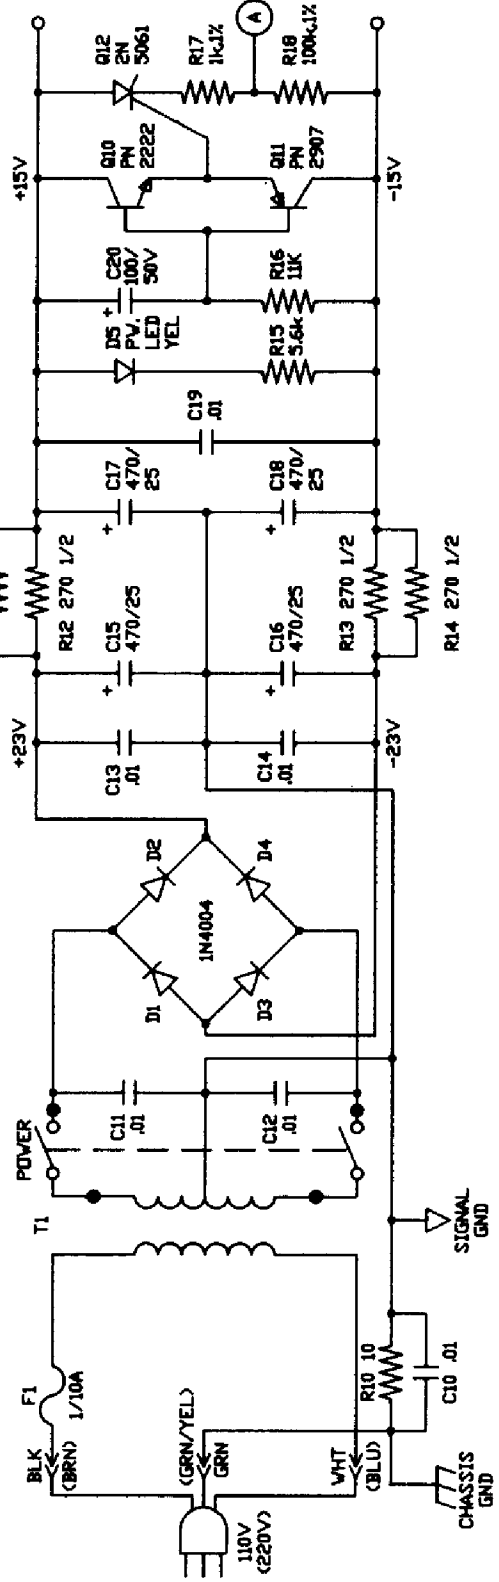 110V
(220V)
BLK
(BRN)
(GRN/YEL)
GRN
WHT
(BLU)
CHASSIS
GND
F1
1/10A
R10 10
C10 .01
SIGNAL
GND
T1
POWER
C11
.01
C12
.01
D1
D2
D3
D4
1N4004
+23V
-23V
C13
.01
C14
.01
C15
470/25
C16
470/25
R12 270 1/2
R13 270 1/2
R14 270 1/2
C17
470/
25
C18
470/
25
C19
.01
D5
PW.
LED
YEL
R15
5.6k
C20
100/
50V
R16
11K
+15V
-15V
Q10
PN
2222
Q11
PN
2907
Q12
2N
5061
R17
1k,1%
A
R18
100k,1%